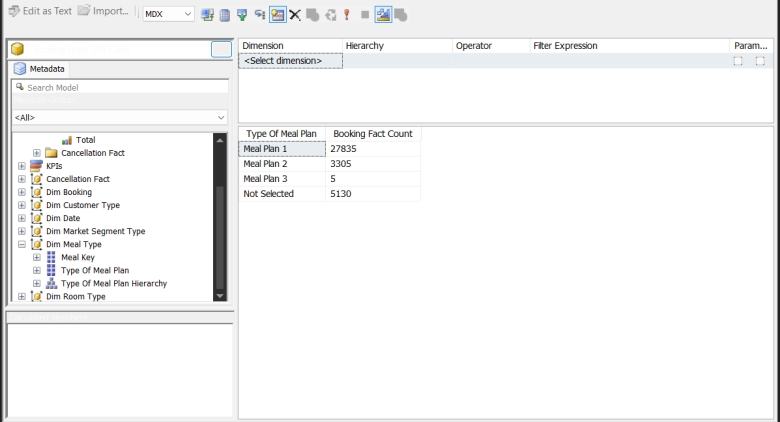 Edit as Text Import... MDX
Metadata
Search Model
<All>
Total
Cancellation Fact
KPIs
Cancellation Fact
Dim Booking
Dim Customer Type
Dim Date
Dim Market Segment Type
Dim Meal Type
Meal Key
Type Of Meal Plan
Type Of Meal Plan Hierarchy
Dim Room Type
Dimension Hierarchy Operator Filter Expression Param...
<Select dimension>
Type Of Meal Plan Booking Fact Count
Meal Plan 1 27835
Meal Plan 2 3305
Meal Plan 3 5
Not Selected 5130